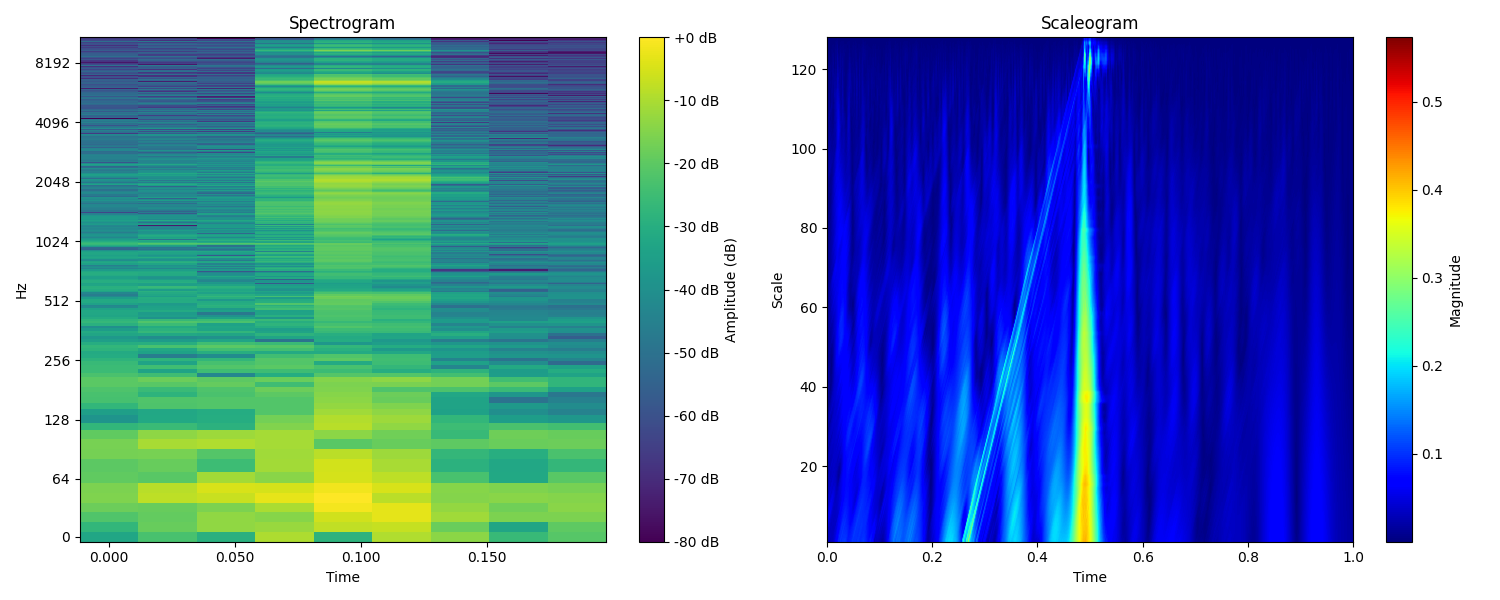 Spectrogram
Hz
8192
4096
2048
1024
512
256
128
64
0
0.000
0.050
0.100
0.150
Time
+0 dB
-10 dB
-20 dB
-30 dB
-40 dB
-50 dB
-60 dB
-70 dB
-80 dB
Amplitude (dB)
Scaleogram
Scale
120
100
80
60
40
20
0.0
0.2
0.4
0.6
0.8
1.0
Time
0.5
0.4
0.3
0.2
0.1
Magnitude